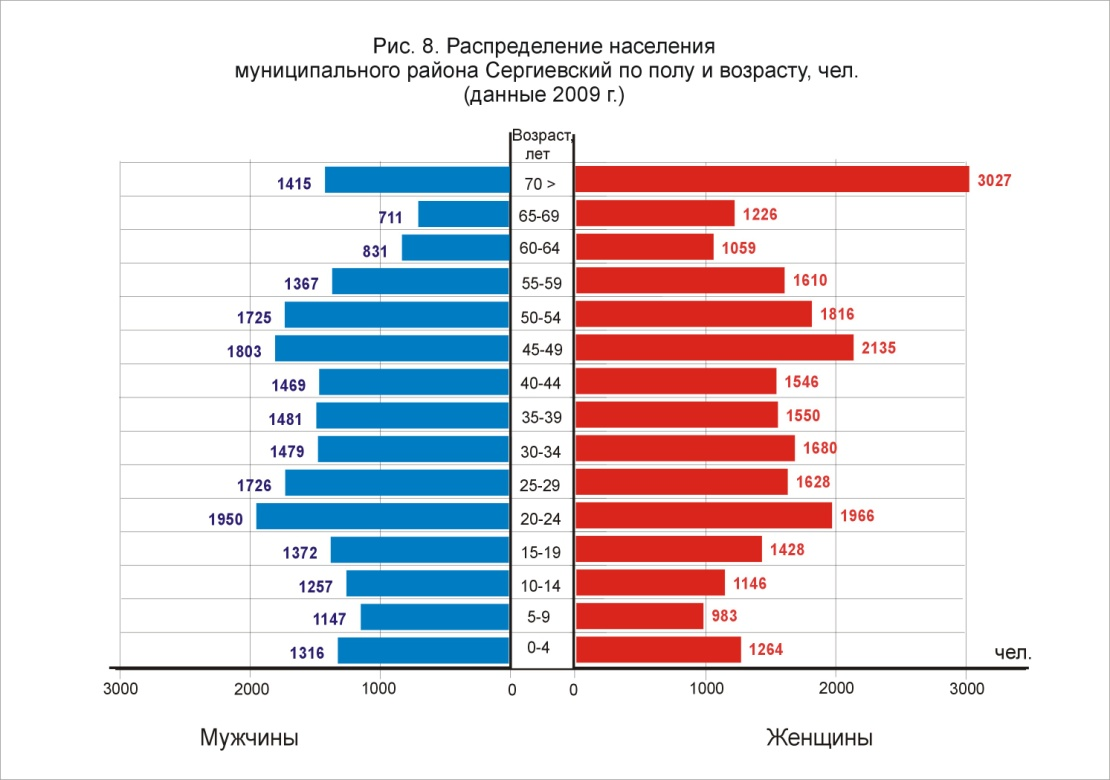 Рис. 8. Распределение населения
муниципального района Сергиевский по полу и возрасту, чел.
(данные 2009 г.)
Возраст,
лет
1415 70 > 3027
711 65-69 1226
831 60-64 1059
1367 55-59 1610
1725 50-54 1816
1803 45-49 2135
1469 40-44 1546
1481 35-39 1550
1479 30-34 1680
1726 25-29 1628
1950 20-24 1966
1372 15-19 1428
1257 10-14 1146
1147 5-9 983
1316 0-4 1264
чел.
3000 2000 1000 0 0 1000 2000 3000
Мужчины Женщины